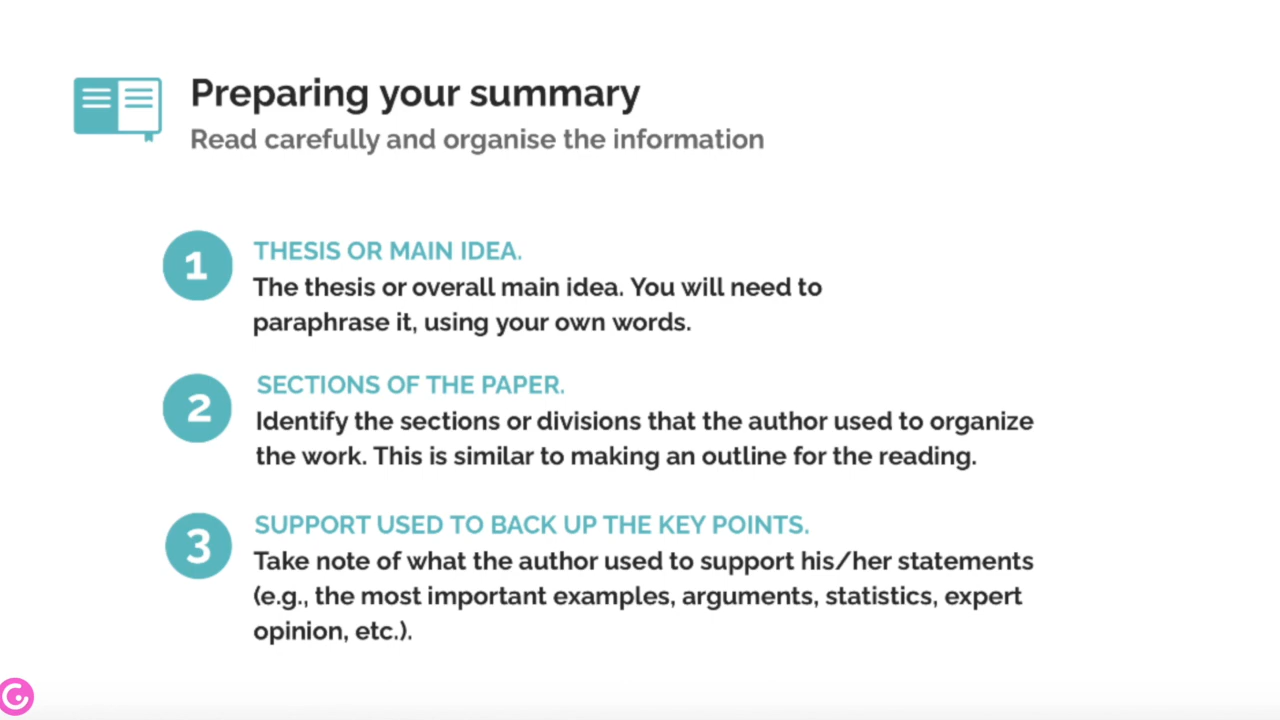 Preparing your summary
Read carefully and organise the information
1
THESIS OR MAIN IDEA.
The thesis or overall main idea. You will need to
paraphrase it, using your own words.
2
SECTIONS OF THE PAPER.
Identify the sections or divisions that the author used to organize
the work. This is similar to making an outline for the reading.
3
SUPPORT USED TO BACK UP THE KEY POINTS.
Take note of what the author used to support his/her statements
(e.g., the most important examples, arguments, statistics, expert
opinion, etc.).